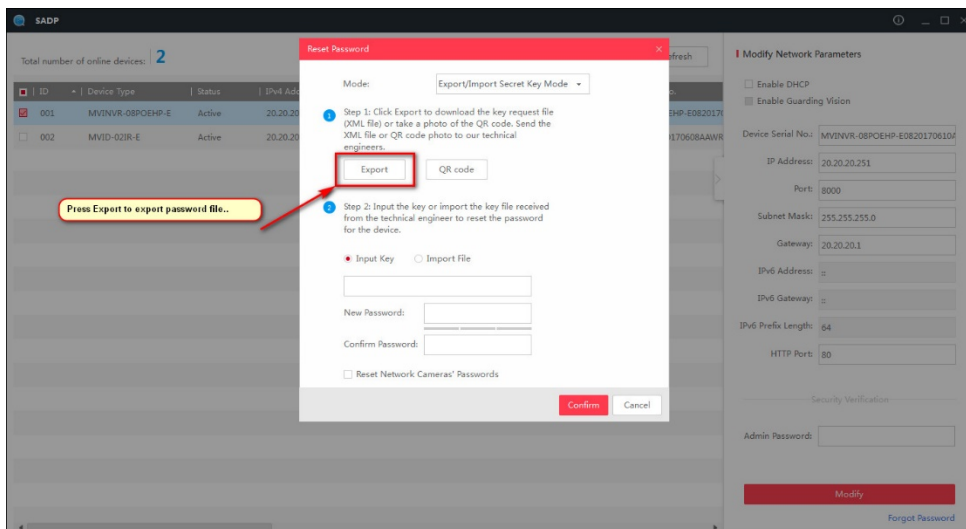 SADP
Total number of online devices: 2
fresh
ID
Device Type
Status
IPv4 Add
o.
001
MVINVR-08POEHP-E
Active
20.20.20
EHP-E0820170
002
MVID-02IR-E
Active
20.20.20
0170608AAWR
Press Export to export password file..
Reset Password
Mode:
Export/Import Secret Key Mode
1
Step 1: Click Export to download the key request file
(XML file) or take a photo of the QR code. Send the
XML file or QR code photo to our technical
engineers.
Export
QR code
2
Step 2: Input the key or import the key file received
from the technical engineer to reset the password
for the device.
Input Key
Import File
New Password:
Confirm Password:
Reset Network Cameras' Passwords
Confirm
Cancel
Modify Network Parameters
Enable DHCP
Enable Guarding Vision
Device Serial No.: MVINVR-08POEHP-E0820170610A
IP Address: 20.20.20.251
Port: 8000
Subnet Mask: 255.255.255.0
Gateway: 20.20.20.1
IPv6 Address: ::
IPv6 Gateway: ::
IPv6 Prefix Length: 64
HTTP Port: 80
Security Verification
Admin Password:
Modify
Forgot Password